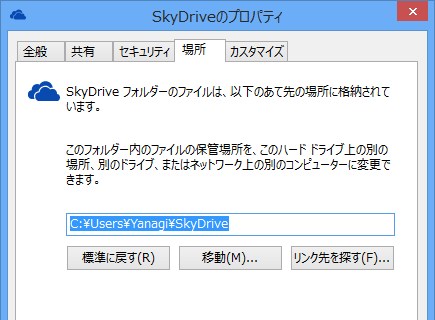 SkyDriveのプロパティ
全般 共有 セキュリティ 場所 カスタマイズ
SkyDrive フォルダーのファイルは、以下のあて先の場所に格納されて
います。
このフォルダー内のファイルの保管場所を、このハード ドライブ上の別の
場所、別のドライブ、またはネットワーク上の別のコンピューターに変更で
きます。
C:¥Users¥Yanagi¥SkyDrive
標準に戻す(R) 移動(M)... リンク先を探す(F)...